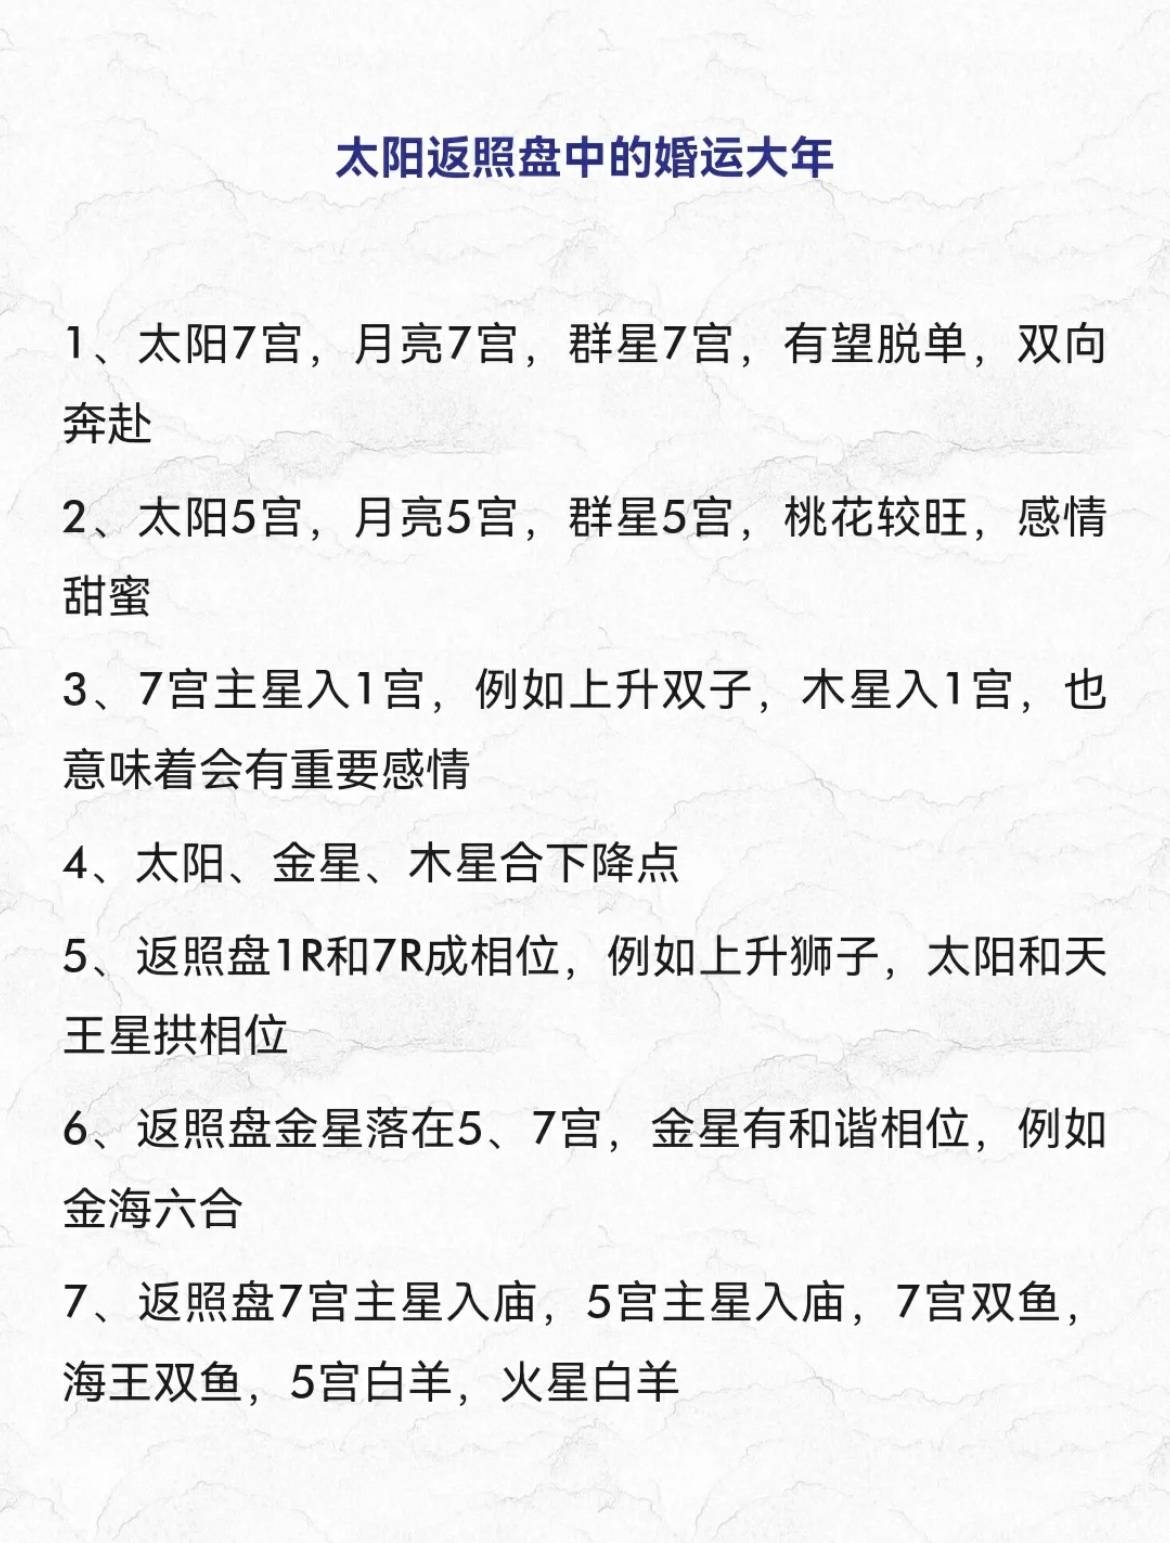 太阳返照盘中的婚运大年
1、太阳7宫，月亮7宫，群星7宫，有望脱单，双向
奔赴
2、太阳5宫，月亮5宫，群星5宫，桃花较旺，感情
甜蜜
3、7宫主星入1宫，例如上升双子，木星入1宫，也
意味着会有重要感情
4、太阳、金星、木星合下降点
5、返照盘1R和7R成相位，例如上升狮子，太阳和天
王星拱相位
6、返照盘金星落在5、7宫，金星有和谐相位，例如
金海六合
7、返照盘7宫主星入庙，5宫主星入庙，7宫双鱼，
海王双鱼，5宫白羊，火星白羊